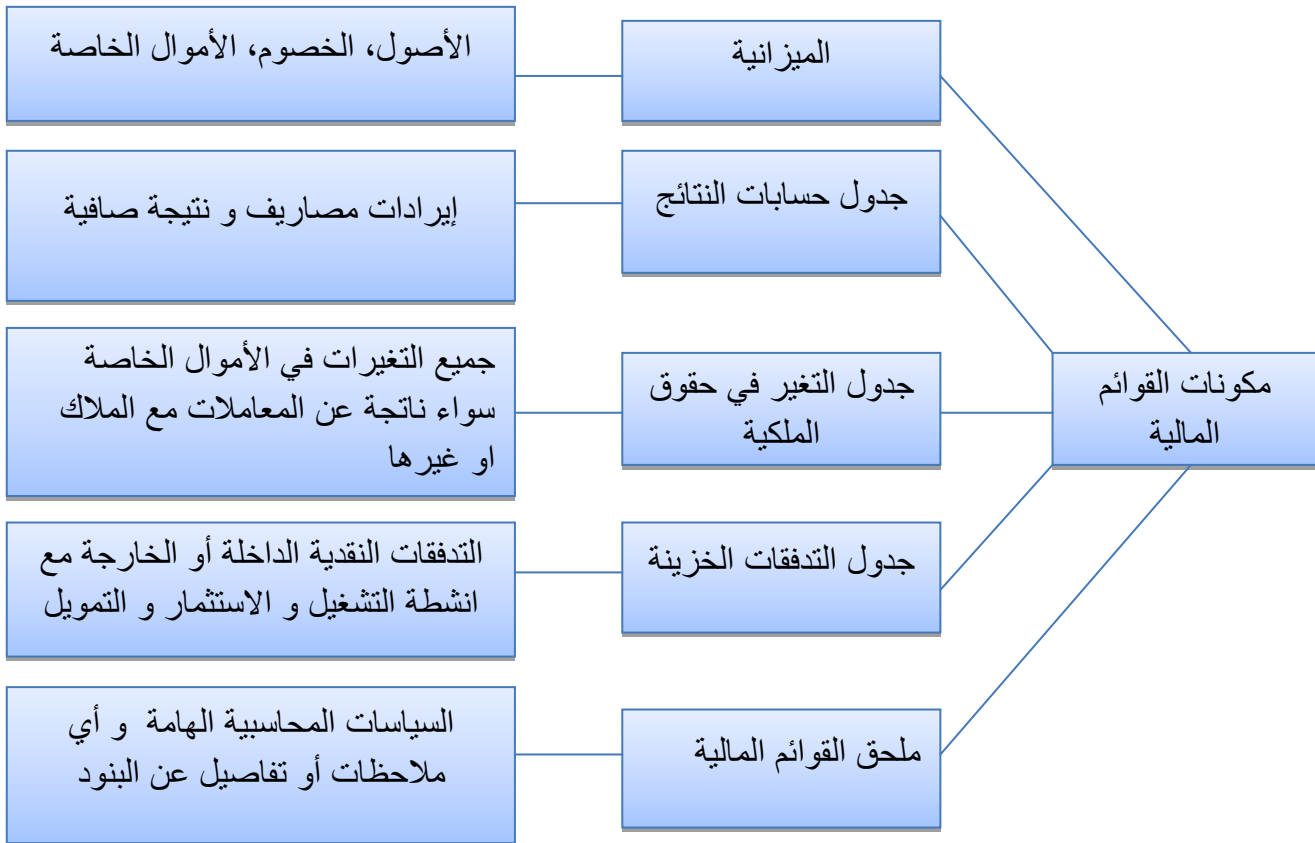 مكونات القوائم
المالية
الميزانية
الأصول، الخصوم، الأموال الخاصة
جدول حسابات النتائج
إيرادات مصاريف و نتيجة صافية
جدول التغير في حقوق
الملكية
جميع التغيرات في الأموال الخاصة
سواء ناتجة عن المعاملات مع الملاك
او غيرها
جدول التدفقات الخزينة
التدفقات النقدية الداخلة أو الخارجة مع
انشطة التشغيل و الاستثمار و التمويل
ملحق القوائم المالية
السياسات المحاسبية الهامة و أي
ملاحظات أو تفاصيل عن البنود